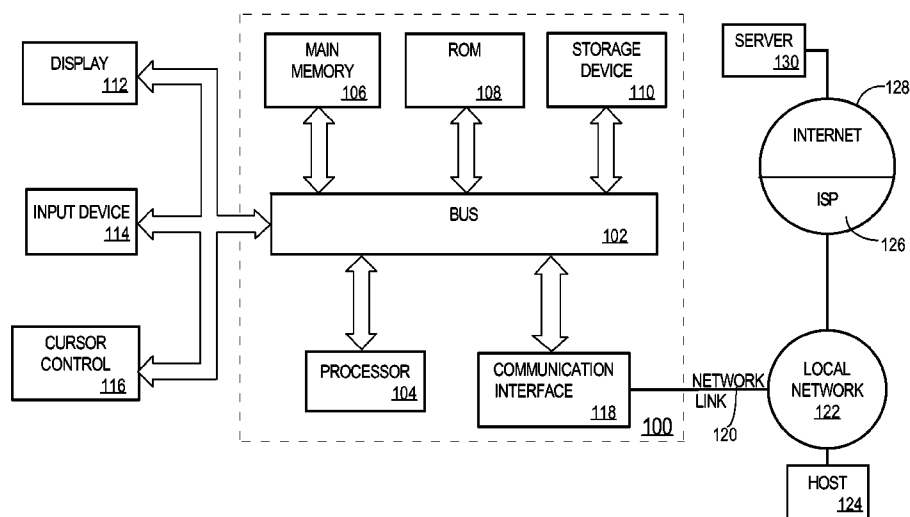 DISPLAY
112
INPUT DEVICE
114
CURSOR
CONTROL
116
MAIN
MEMORY
106
ROM
108
STORAGE
DEVICE
110
BUS
102
PROCESSOR
104
COMMUNICATION
INTERFACE
118
100
NETWORK
LINK
120
SERVER
130
128
INTERNET
ISP
126
LOCAL
NETWORK
122
HOST
124